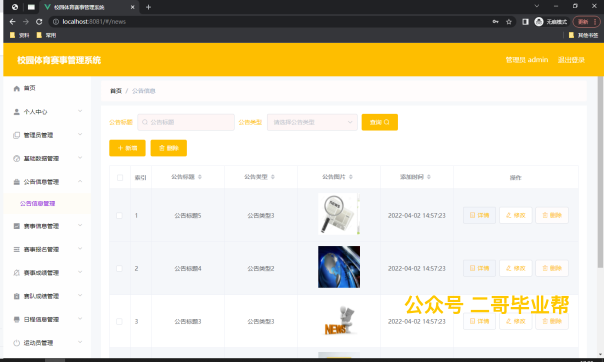 校园体育赛事管理系统
localhost:8081/#/news
无痕模式
更新
资料
常用
其他书签
校园体育赛事管理系统
管理员 admin
退出登录
首页
个人中心
管理员管理
基础数据管理
公告信息管理
公告信息管理
赛事信息管理
赛事报名管理
赛事成绩管理
赛队成绩管理
日程信息管理
运动员管理
首页 / 公告信息
公告标题 公告标题 公告类型 请选择公告类型 查询
+ 新增 删除
索引 公告标题 公告类型 公告图片 添加时间 操作
1 公告标题5 公告类型3 2022-04-02 14:57:23 详情 修改 删除
2 公告标题4 公告类型2 2022-04-02 14:57:23 详情 修改 删除
3 公告标题3 公告类型3 NEWS 2022-04-02 14:57:23 详情 修改 删除
公众号 二哥毕业帮